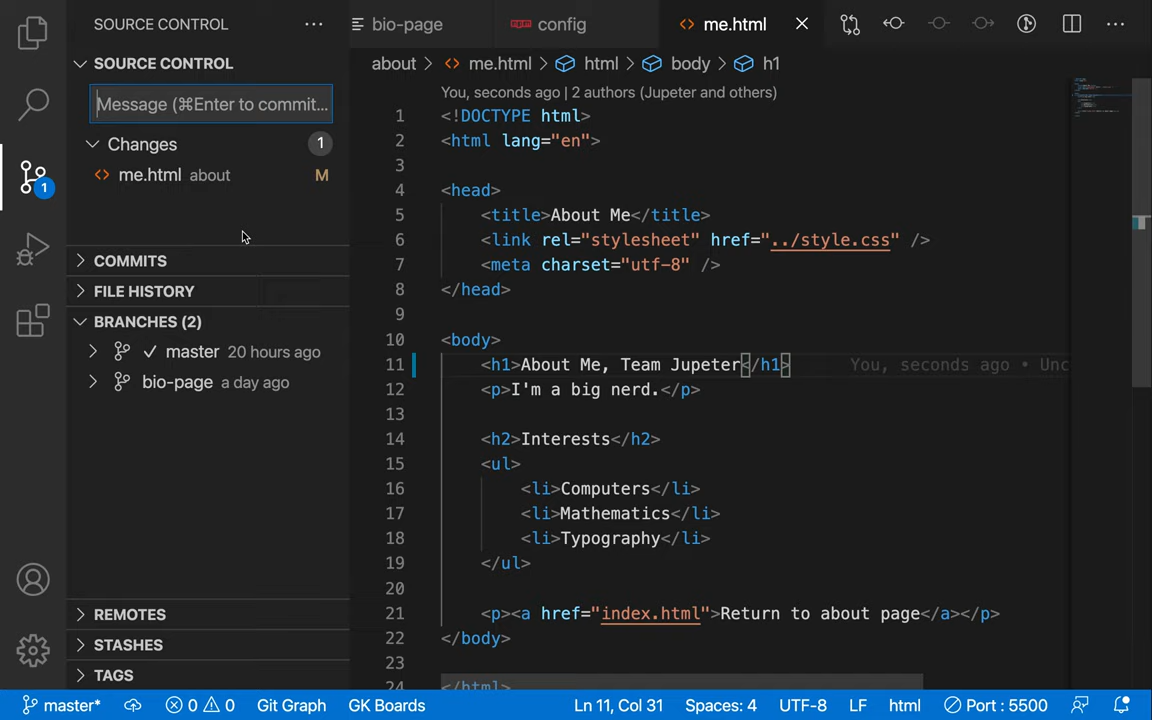 SOURCE CONTROL
bio-page
config
me.html
SOURCE CONTROL
Message (⌘Enter to commit...
Changes 1
me.html about M
COMMITS
FILE HISTORY
BRANCHES (2)
master 20 hours ago
bio-page a day ago
REMOTES
STASHES
TAGS
1
about > me.html > html > body > h1
You, seconds ago | 2 authors (Jupeter and others)
1 <!DOCTYPE html>
2 <html lang="en">
3
4 <head>
5 <title>About Me</title>
6 <link rel="stylesheet" href="../style.css" />
7 <meta charset="utf-8" />
8 </head>
9
10 <body>
11 <h1>About Me, Team Jupeter</h1> You, seconds ago • Unc
12 <p>I'm a big nerd.</p>
13
14 <h2>Interests</h2>
15 <ul>
16 <li>Computers</li>
17 <li>Mathematics</li>
18 <li>Typography</li>
19 </ul>
20
21 <p><a href="index.html">Return to about page</a></p>
22 </body>
23
24 </html>
master* 0 0 Git Graph GK Boards Ln 11, Col 31 Spaces: 4 UTF-8 LF html Port : 5500